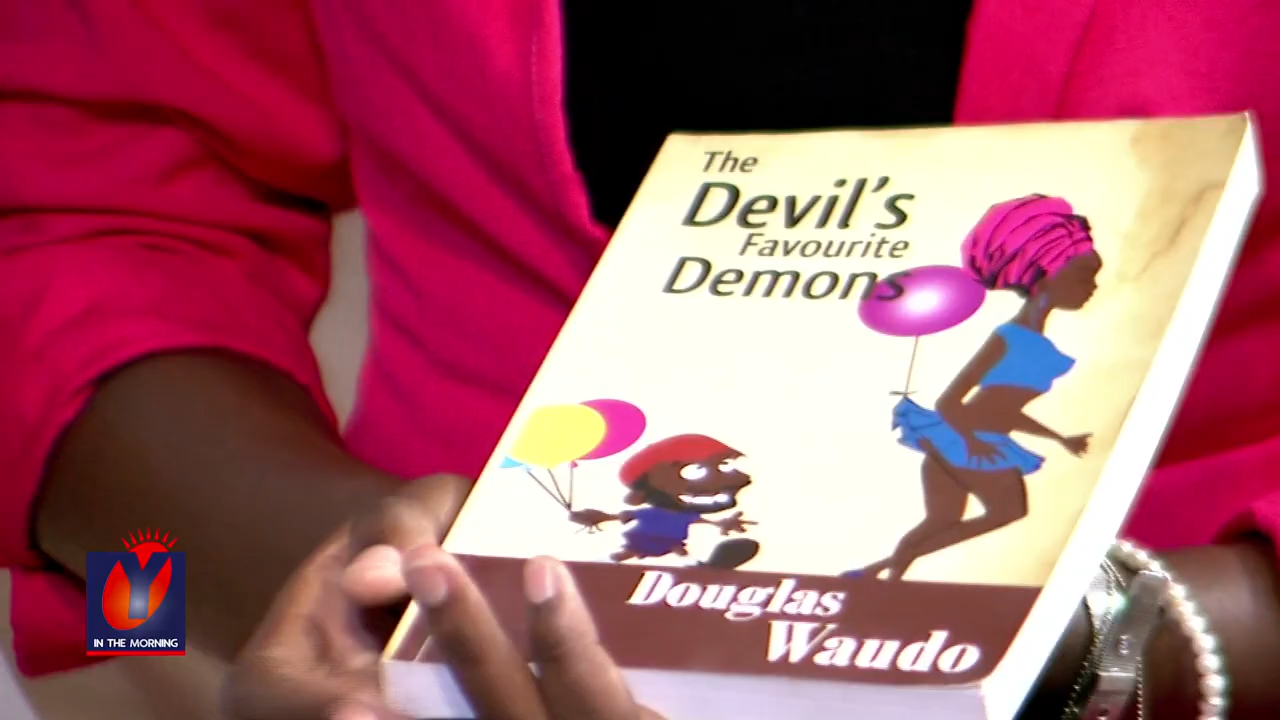 The
Devil's
Favourite
Demons
Douglas
Waudo
Y
IN THE MORNING